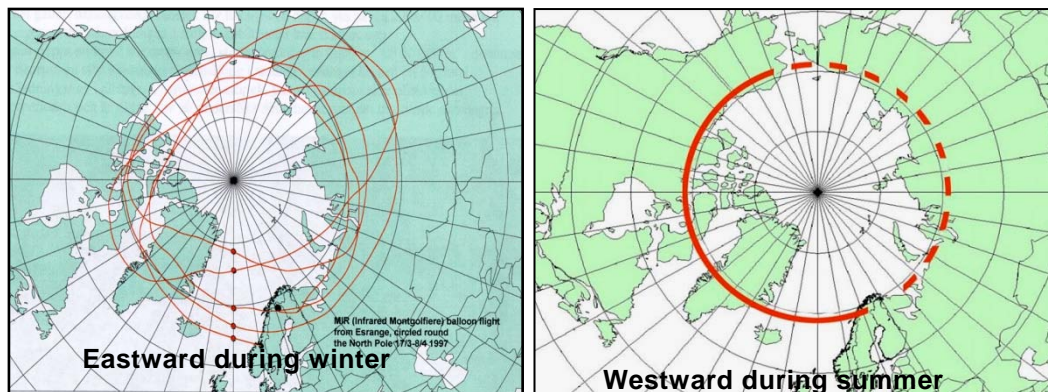 MIR (Infrared Montgolfiere) balloon flight
from Esrange, circled round
the North Pole 17/3-8/4 1997
Eastward during winter
Westward during summer